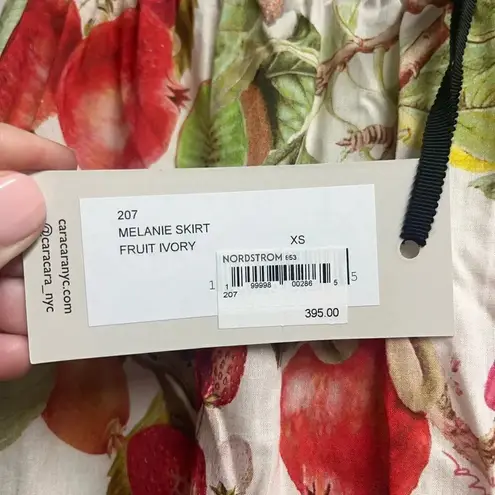 caracaranyc.com
@caracara_nyc
207
MELANIE SKIRT
FRUIT IVORY
XS
NORDSTROM 653
1 99998 00286 5
207
395.00
1
5